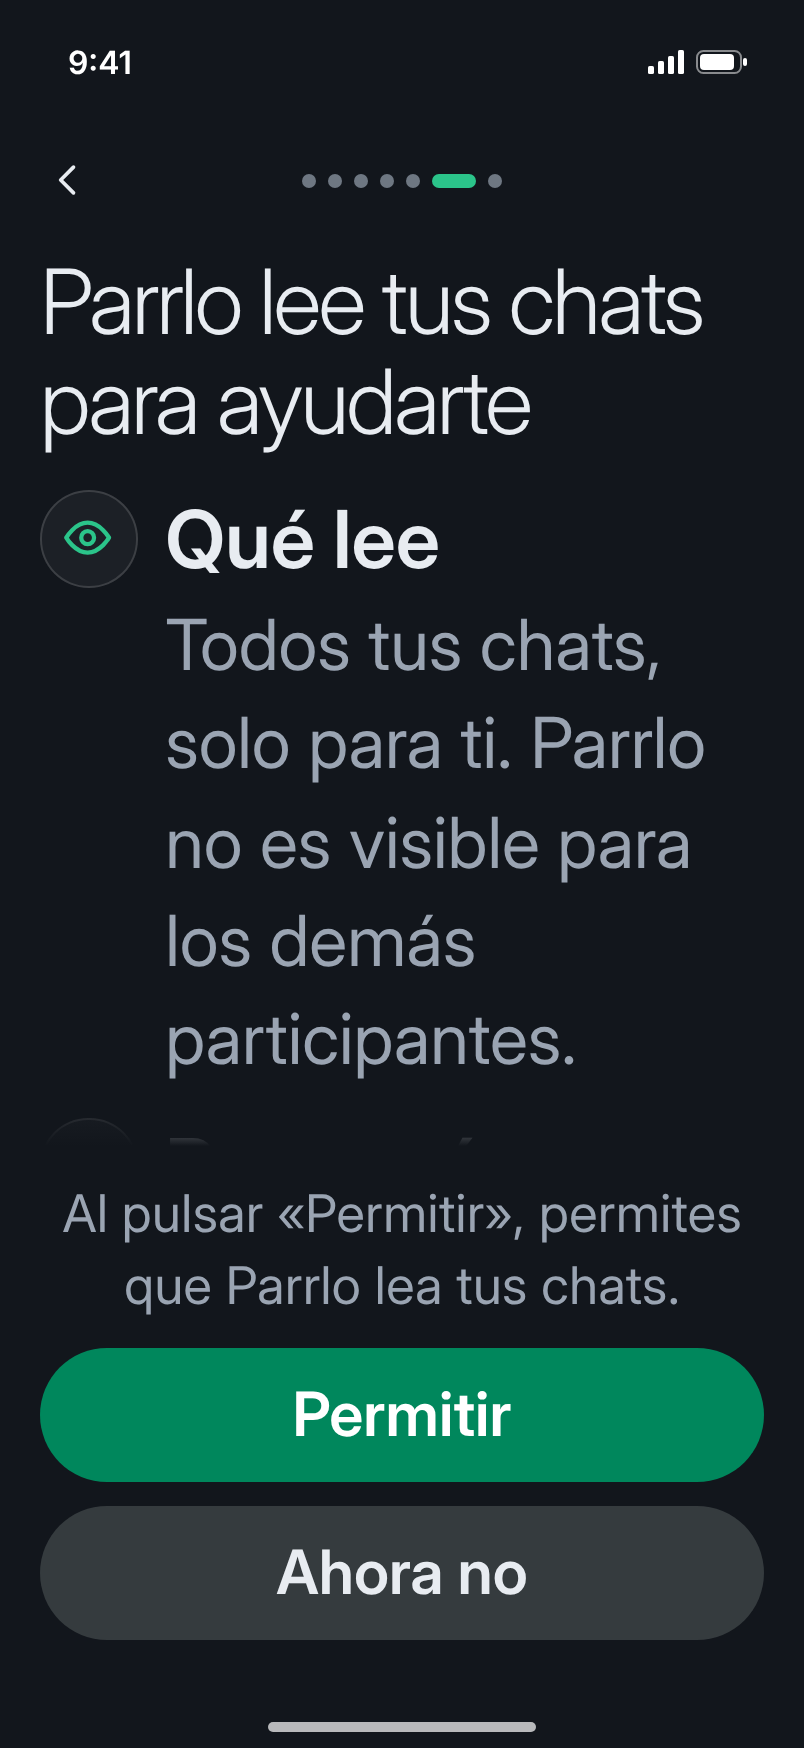 9:41
Parrlo lee tus chats
para ayudarte
Qué lee
Todos tus chats,
solo para ti. Parrlo
no es visible para
los demás
participantes.
Al pulsar «Permitir», permites
que Parrlo lea tus chats.
Permitir
Ahora no